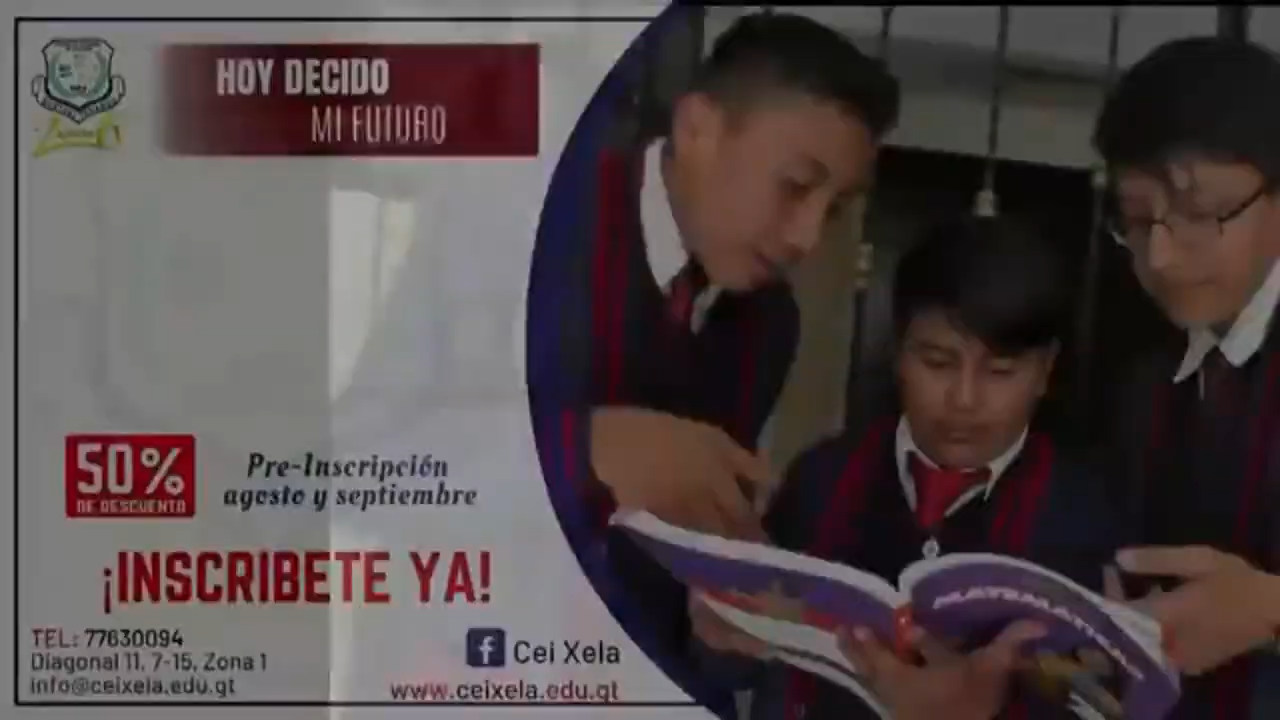 HOY DECIDO
MI FUTURO
50%
DE DESCUENTO
Pre-Inscripción
agosto y septiembre
¡INSCRIBETE YA!
TEL: 77630094
Diagonal 11, 7-15, Zona 1
info@ceixela.edu.gt
f Cei Xela
www.ceixela.edu.gt
MATEMATICA